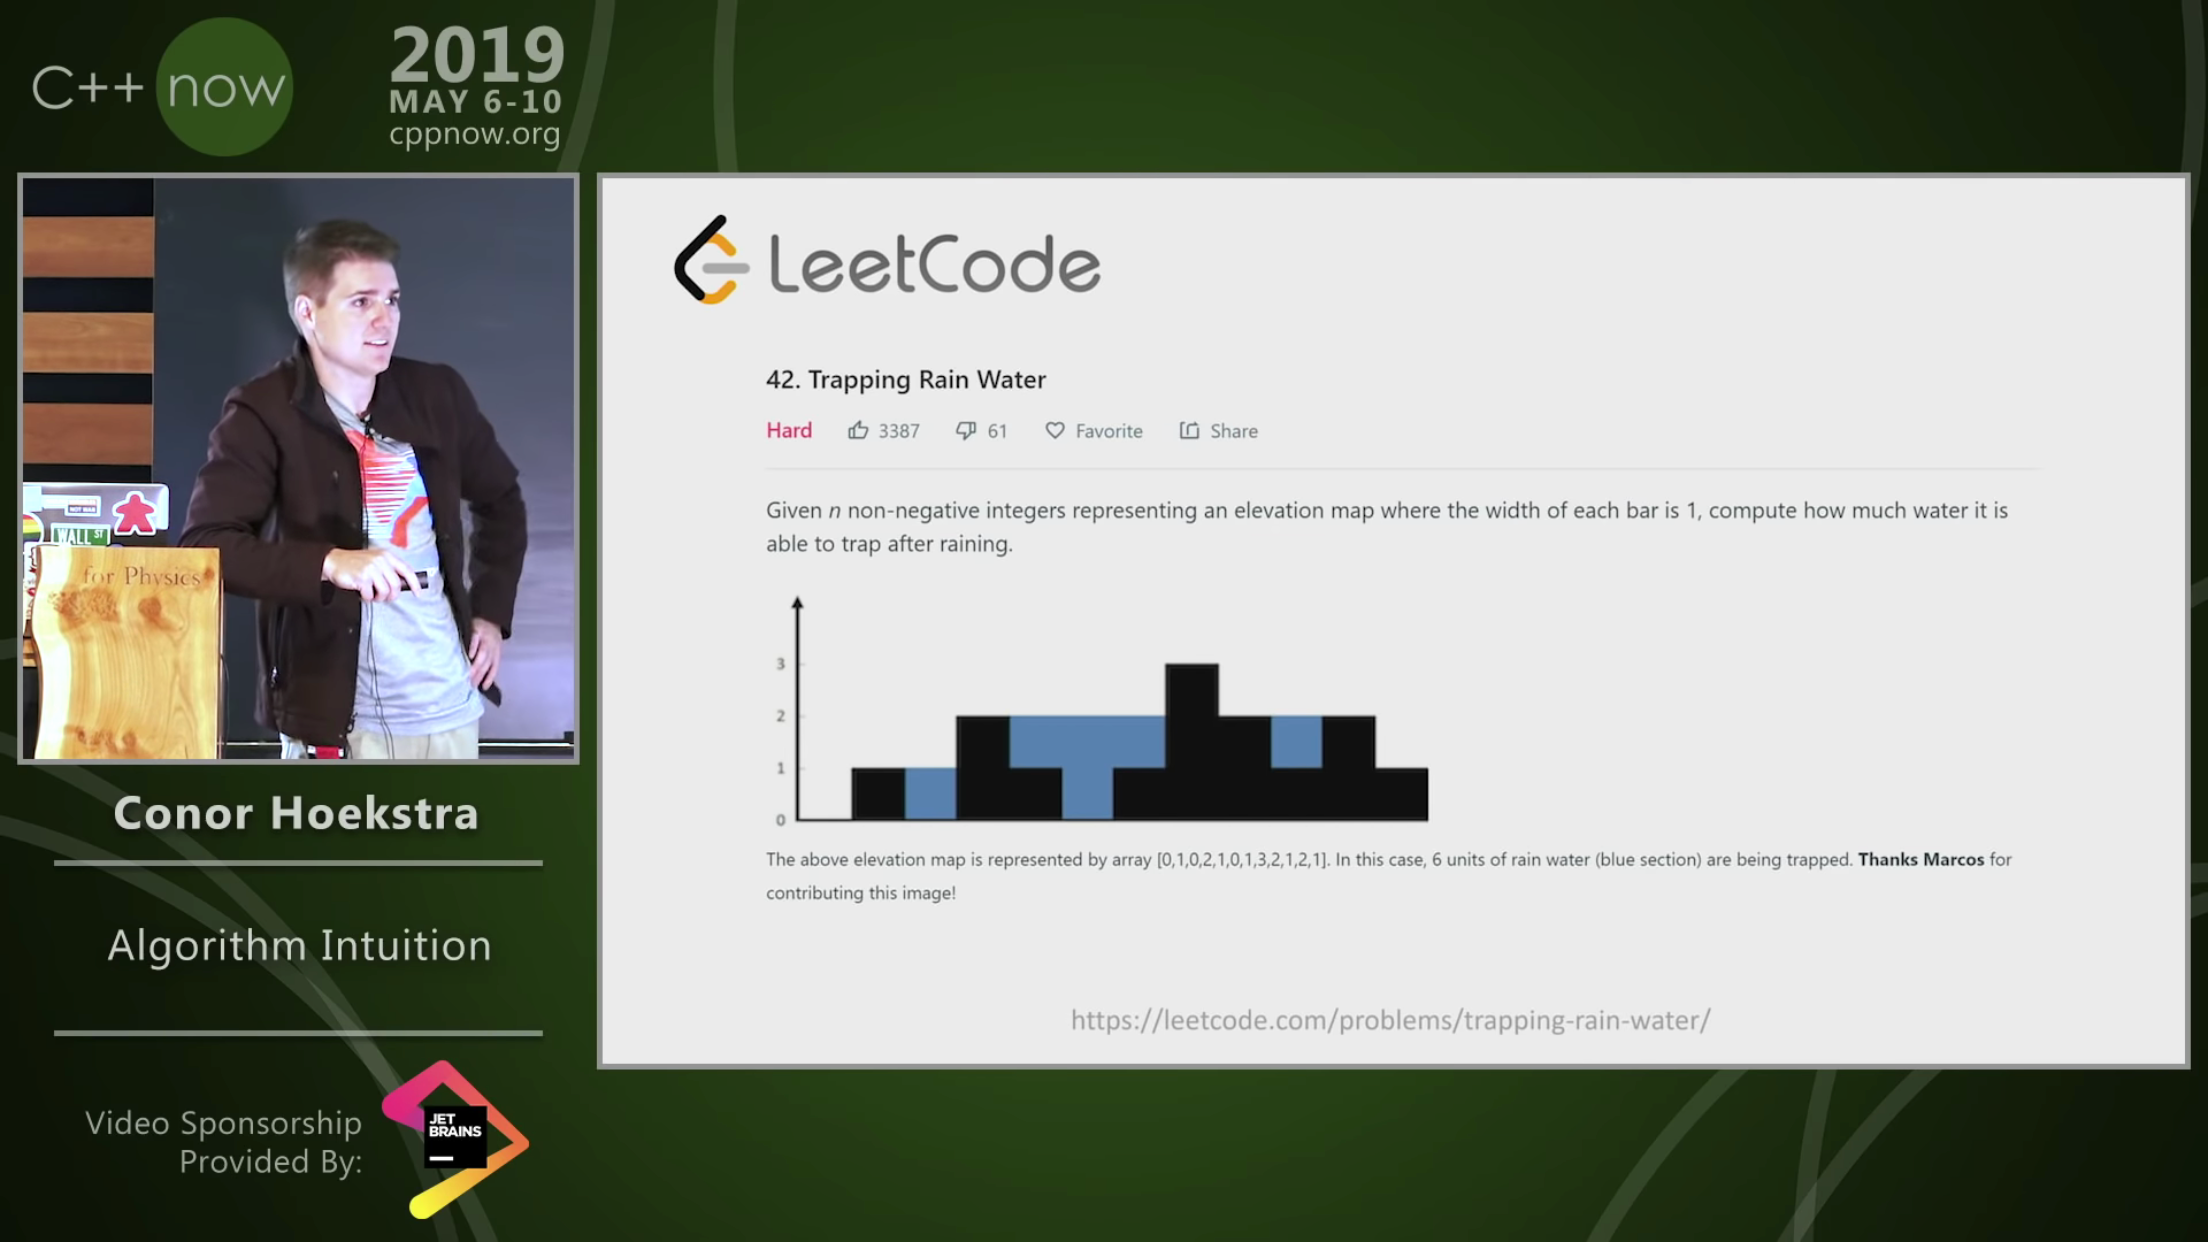 C++ now
2019
MAY 6-10
cppnow.org
NOT WAR
WALL ST
for Physics
Conor Hoekstra
Algorithm Intuition
Video Sponsorship
Provided By:
JET
BRAINS
LeetCode
42. Trapping Rain Water
Hard 3387 61 Favorite Share
Given n non-negative integers representing an elevation map where the width of each bar is 1, compute how much water it is
able to trap after raining.
3
2
1
0
The above elevation map is represented by array [0,1,0,2,1,0,1,3,2,1,2,1]. In this case, 6 units of rain water (blue section) are being trapped. Thanks Marcos for
contributing this image!
https://leetcode.com/problems/trapping-rain-water/